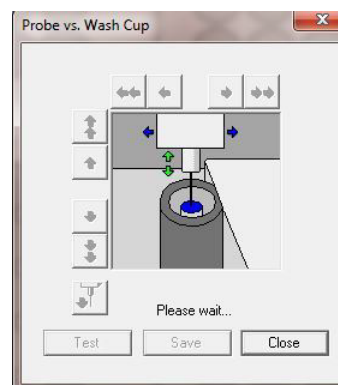 Probe vs. Wash Cup
Please wait...
Test
Save
Close